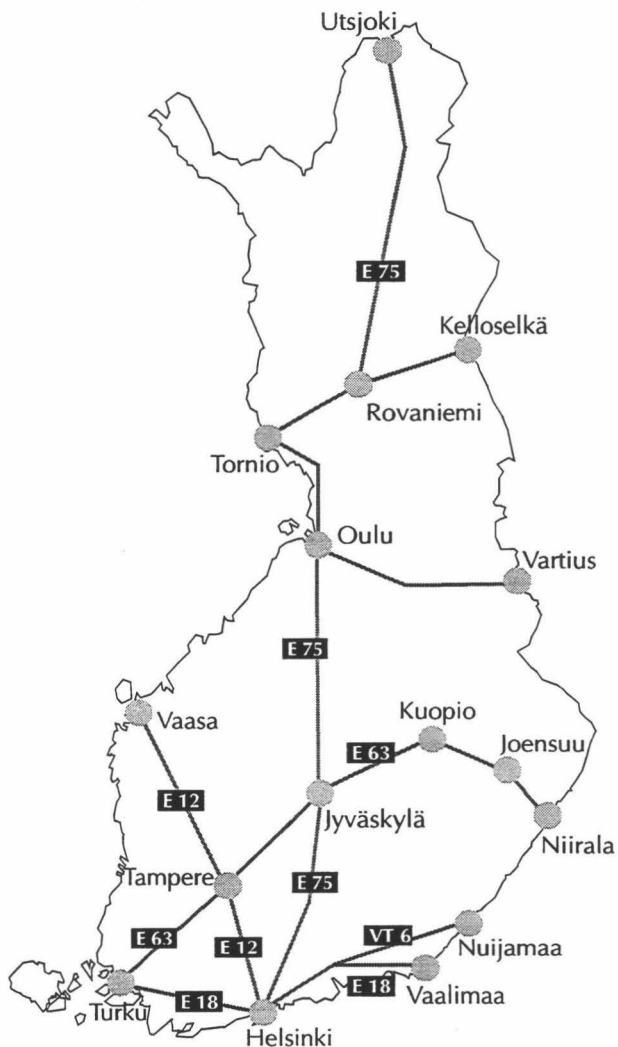 Utsjoki
E 75
Kelloselkä
Rovaniemi
Tornio
Oulu
Vartius
E 75
Vaasa
Kuopio
Joensuu
E 63
E 12
Jyväskylä
Niirala
Tampere
E 75
E 63
E 12
VT 6
Nuijamaa
Turku
E 18
E 18
Vaalimaa
Helsinki